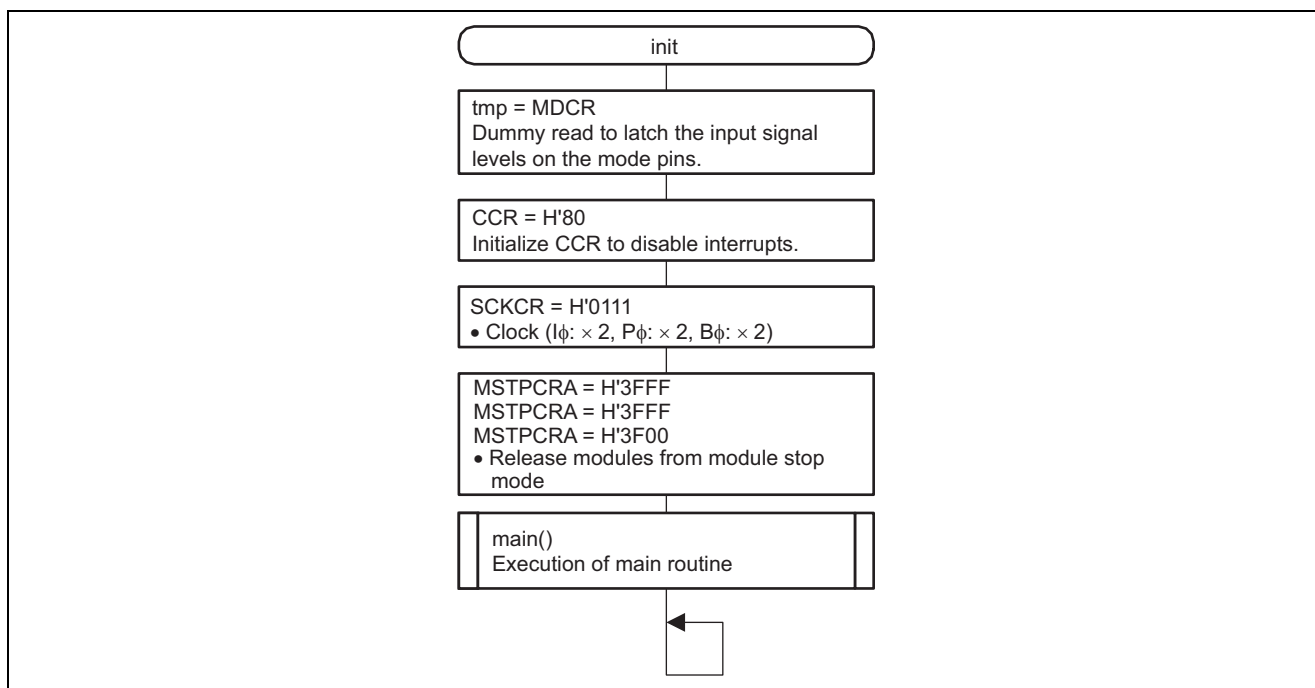 init
tmp = MDCR
Dummy read to latch the input signal
levels on the mode pins.
CCR = H'80
Initialize CCR to disable interrupts.
SCKCR = H'0111
• Clock (Iϕ: × 2, Pϕ: × 2, Bϕ: × 2)
MSTPCRA = H'3FFF
MSTPCRA = H'3FFF
MSTPCRA = H'3F00
• Release modules from module stop
mode
main()
Execution of main routine